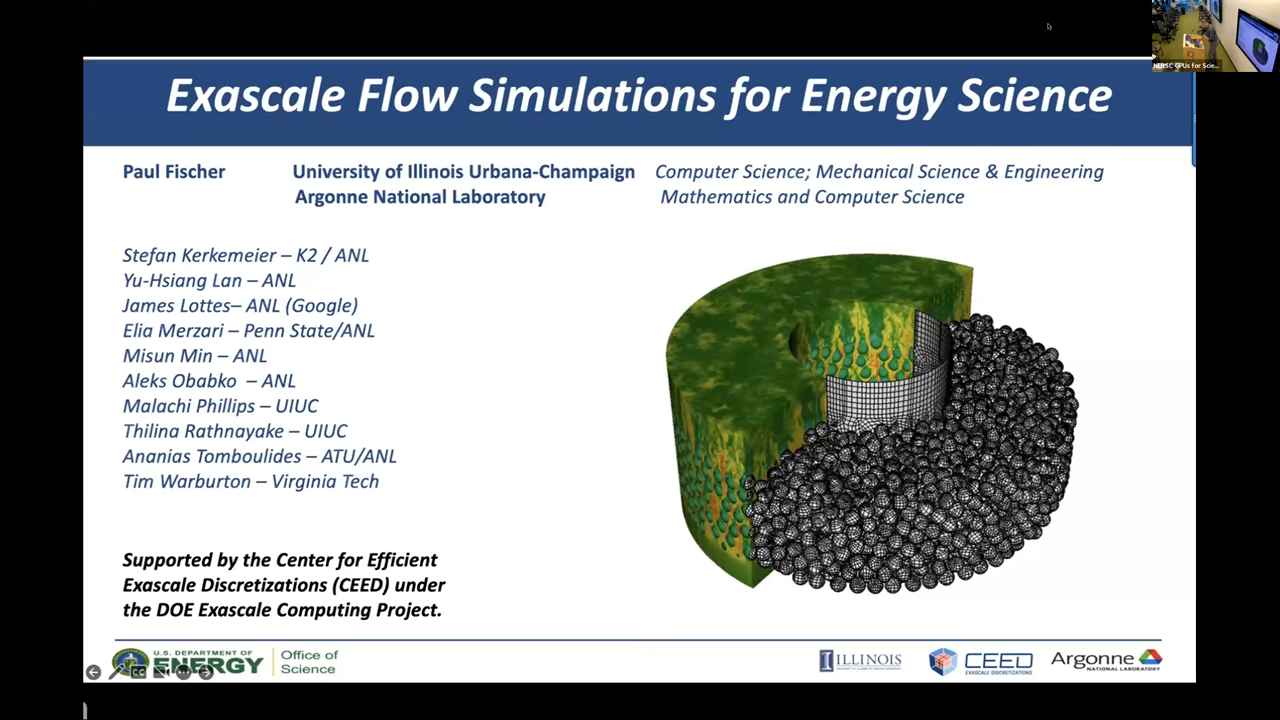 NERSC GPUs for Scie...
Exascale Flow Simulations for Energy Science
Paul Fischer University of Illinois Urbana-Champaign Computer Science; Mechanical Science & Engineering
Argonne National Laboratory Mathematics and Computer Science
Stefan Kerkemeier – K2 / ANL
Yu-Hsiang Lan – ANL
James Lottes– ANL (Google)
Elia Merzari – Penn State/ANL
Misun Min – ANL
Aleks Obabko – ANL
Malachi Phillips – UIUC
Thilina Rathnayake – UIUC
Ananias Tomboulides – ATU/ANL
Tim Warburton – Virginia Tech
Supported by the Center for Efficient
Exascale Discretizations (CEED) under
the DOE Exascale Computing Project.
U.S. DEPARTMENT OF
ENERGY
Office of
Science
ILLINOIS
CEED
EXASCALE DISCRETIZATIONS
Argonne
NATIONAL LABORATORY